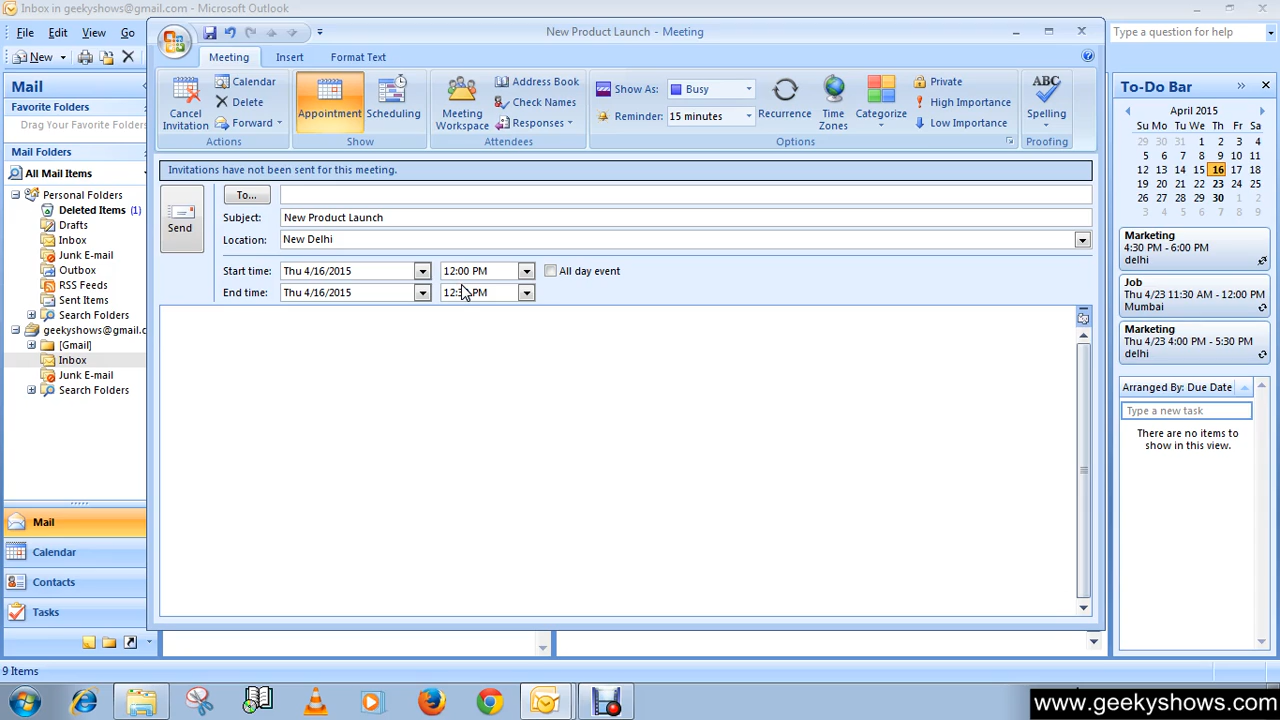 Inbox in geekyshows@gmail.com - Microsoft Outlook
File Edit View Go
New
Type a question for help
New Product Launch - Meeting
Meeting Insert Format Text
Cancel Invitation
Calendar
Delete
Forward
Actions
Appointment
Scheduling
Show
Meeting Workspace
Address Book
Check Names
Responses
Attendees
Show As: Busy
Reminder: 15 minutes
Recurrence
Time Zones
Categorize
Private
High Importance
Low Importance
Options
ABC
Spelling
Proofing
Invitations have not been sent for this meeting.
Send
To...
Subject: New Product Launch
Location: New Delhi
Start time: Thu 4/16/2015 12:00 PM All day event
End time: Thu 4/16/2015 PM
Mail
Favorite Folders
Drag Your Favorite Folders
Mail Folders
All Mail Items
Personal Folders
Deleted Items (1)
Drafts
Inbox
Junk E-mail
Outbox
RSS Feeds
Sent Items
Search Folders
geekyshows@gmail.c
[Gmail]
Inbox
Junk E-mail
Search Folders
Mail
Calendar
Contacts
Tasks
9 Items
To-Do Bar
April 2015
Su Mo Tu We Th Fr Sa
29 30 31 1 2 3 4
5 6 7 8 9 10 11
12 13 14 15 16 17 18
19 20 21 22 23 24 25
26 27 28 29 30 1 2
3 4 5 6 7 8 9
Marketing
4:30 PM - 6:00 PM
delhi
Job
Thu 4/23 11:30 AM - 12:00 PM
Mumbai
Marketing
Thu 4/23 4:00 PM - 5:30 PM
delhi
Arranged By: Due Date
Type a new task
There are no items to
show in this view.
www.geekyshows.com